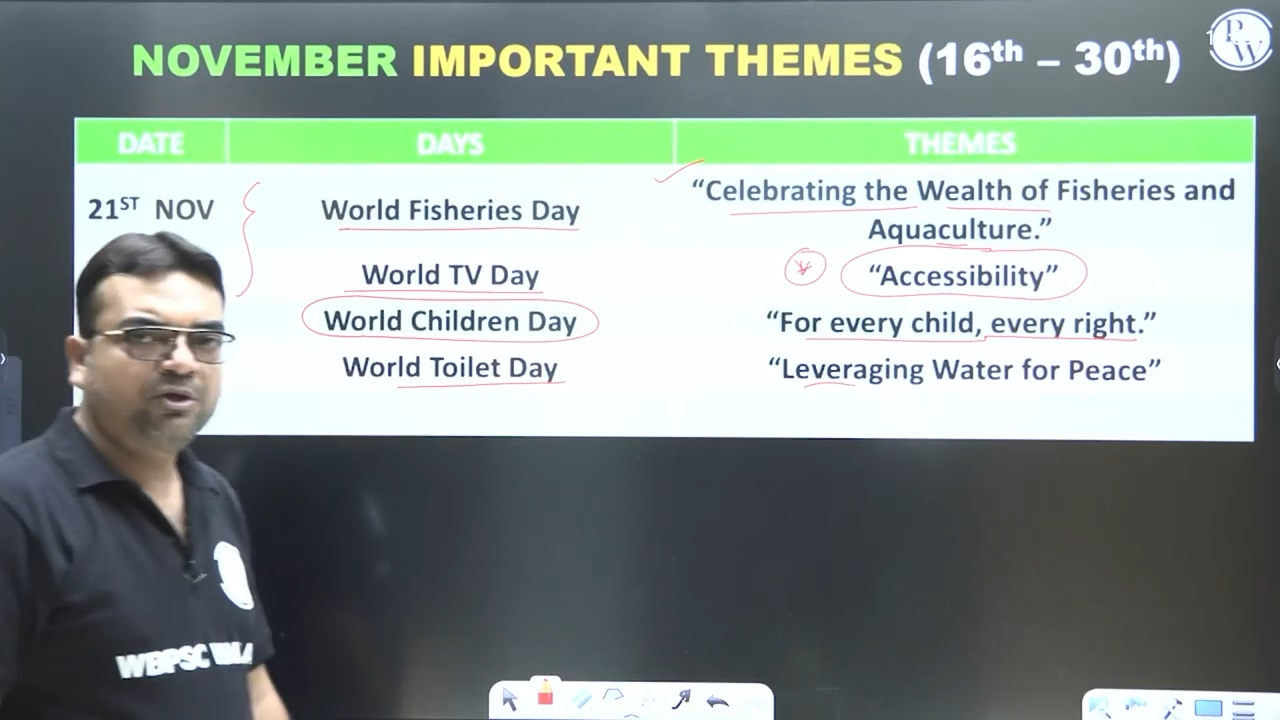 NOVEMBER IMPORTANT THEMES (16th – 30th)
PW
DATE DAYS THEMES
21ST NOV World Fisheries Day “Celebrating the Wealth of Fisheries and
Aquaculture.”
World TV Day “Accessibility”
World Children Day “For every child, every right.”
World Toilet Day “Leveraging Water for Peace”
WBPSC